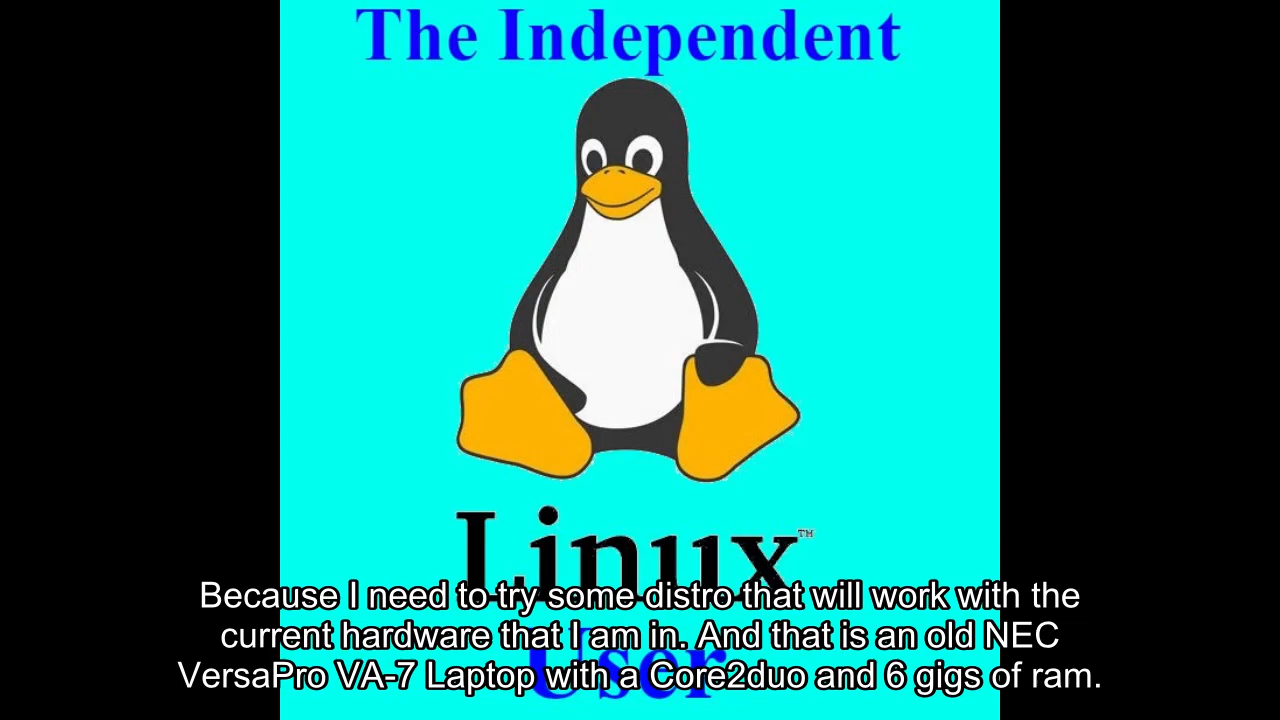 The Independent
Linux™
User
Because I need to try some distro that will work with the
current hardware that I am in. And that is an old NEC
VersaPro VA-7 Laptop with a Core2duo and 6 gigs of ram.